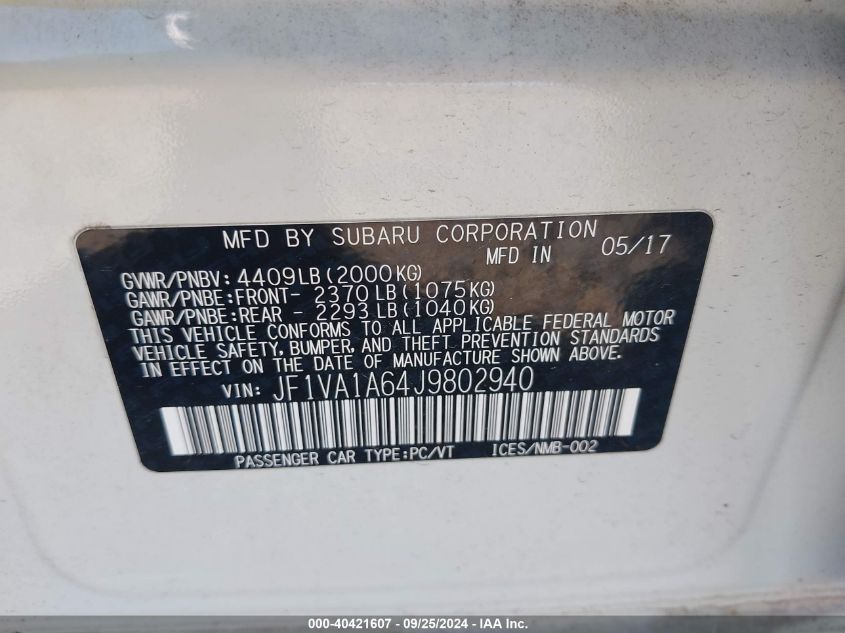 MFD BY SUBARU CORPORATION
MFD IN 05/17
GVWR/PNBV: 4409LB(2000KG)
GAWR/PNBE:FRONT- 2370LB(1075KG)
GAWR/PNBE:REAR - 2293LB(1040KG)
THIS VEHICLE CONFORMS TO ALL APPLICABLE FEDERAL MOTOR
VEHICLE SAFETY, BUMPER, AND THEFT PREVENTION STANDARDS
IN EFFECT ON THE DATE OF MANUFACTURE SHOWN ABOVE.
VIN: JF1VA1A64J9802940
PASSENGER CAR TYPE:PC/VT ICES/NMB-002
000-40421607 - 09/25/2024 - IAA Inc.